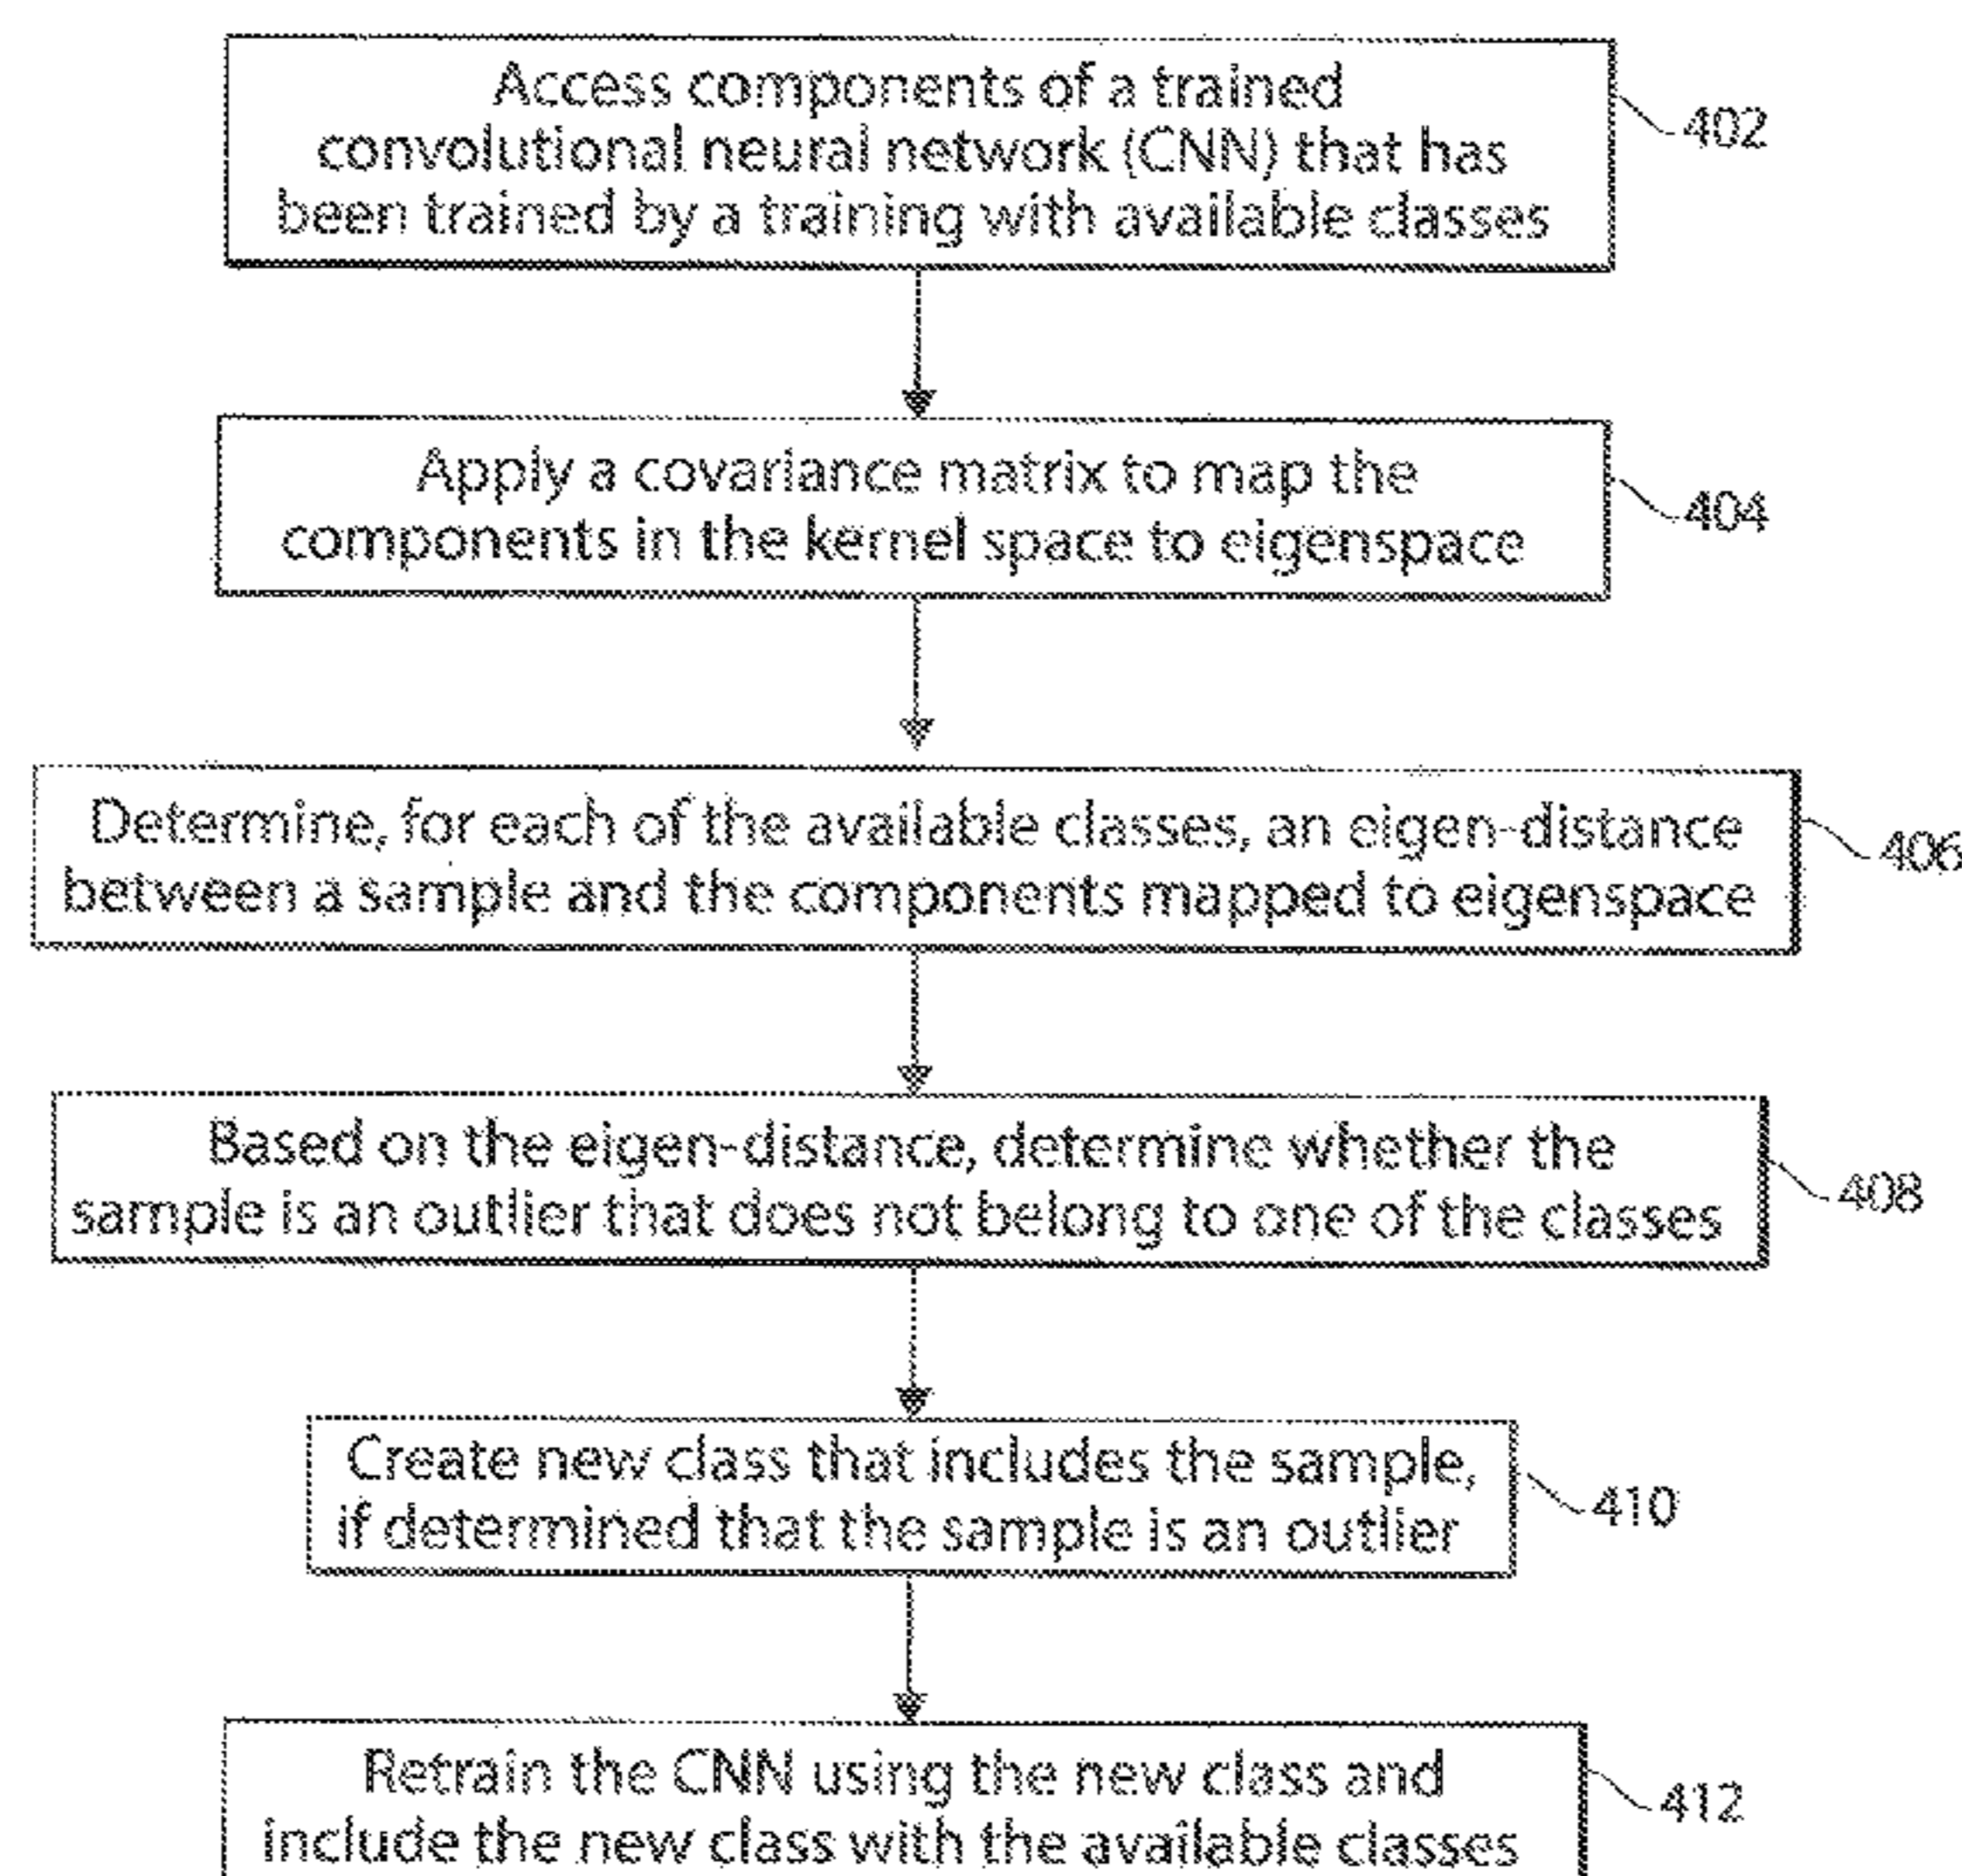 Access components of a trained
convolutional neural network (CNN) that has
been trained by a training with available classes
402
Apply a covariance matrix to map the
components in the kernel space to eigenspace
404
Determine, for each of the available classes, an eigen-distance
between a sample and the components mapped to eigenspace
406
Based on the eigen-distance, determine whether the
sample is an outlier that does not belong to one of the classes
408
Create new class that includes the sample,
if determined that the sample is an outlier
410
Retrain the CNN using the new class and
include the new class with the available classes
412